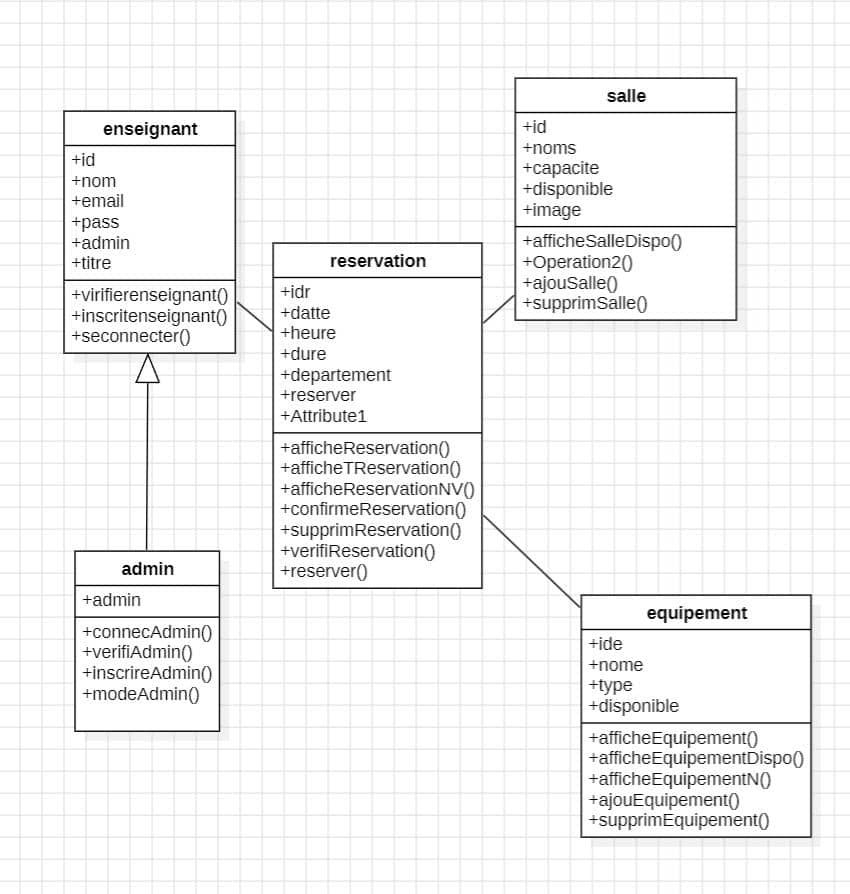 enseignant
+id
+nom
+email
+pass
+admin
+titre
+virifierenseignant()
+inscritenseignant()
+seconnecter()
reservation
+idr
+datte
+heure
+dure
+departement
+reserver
+Attribute1
+afficheReservation()
+afficheTReservation()
+afficheReservationNV()
+confirmeReservation()
+supprimReservation()
+verifiReservation()
+reserver()
salle
+id
+noms
+capacite
+disponible
+image
+afficheSalleDispo()
+Operation2()
+ajouSalle()
+supprimSalle()
admin
+admin
+connecAdmin()
+verifiAdmin()
+inscrireAdmin()
+modeAdmin()
equipement
+ide
+nome
+type
+disponible
+afficheEquipement()
+afficheEquipementDispo()
+afficheEquipementN()
+ajouEquipement()
+supprimEquipement()